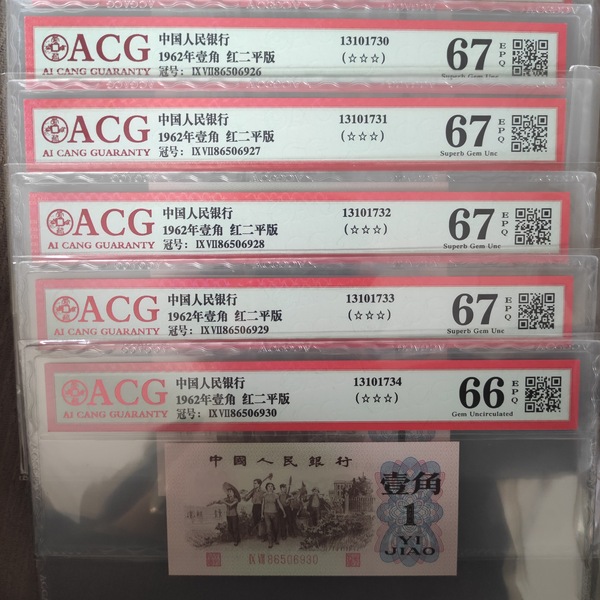 ACG
AI CANG GUARANTY
中国人民银行
1962年壹角 红二平版
冠号：IX VII86506926
13101730
(☆☆☆)
67
EPQ
Superb Gem Unc
ACG
AI CANG GUARANTY
中国人民银行
1962年壹角 红二平版
冠号：IX VII86506927
13101731
(☆☆☆)
67
EPQ
Superb Gem Unc
ACG
AI CANG GUARANTY
中国人民银行
1962年壹角 红二平版
冠号：IX VII86506928
13101732
(☆☆☆)
67
EPQ
Superb Gem Unc
ACG
AI CANG GUARANTY
中国人民银行
1962年壹角 红二平版
冠号：IX VII86506929
13101733
(☆☆☆)
67
EPQ
Superb Gem Unc
ACG
AI CANG GUARANTY
中国人民银行
1962年壹角 红二平版
冠号：IX VII86506930
13101734
(☆☆☆)
66
EPQ
Gem Uncirculated
中國人民銀行
壹角
1
YI
JIAO
IX VII 86506930